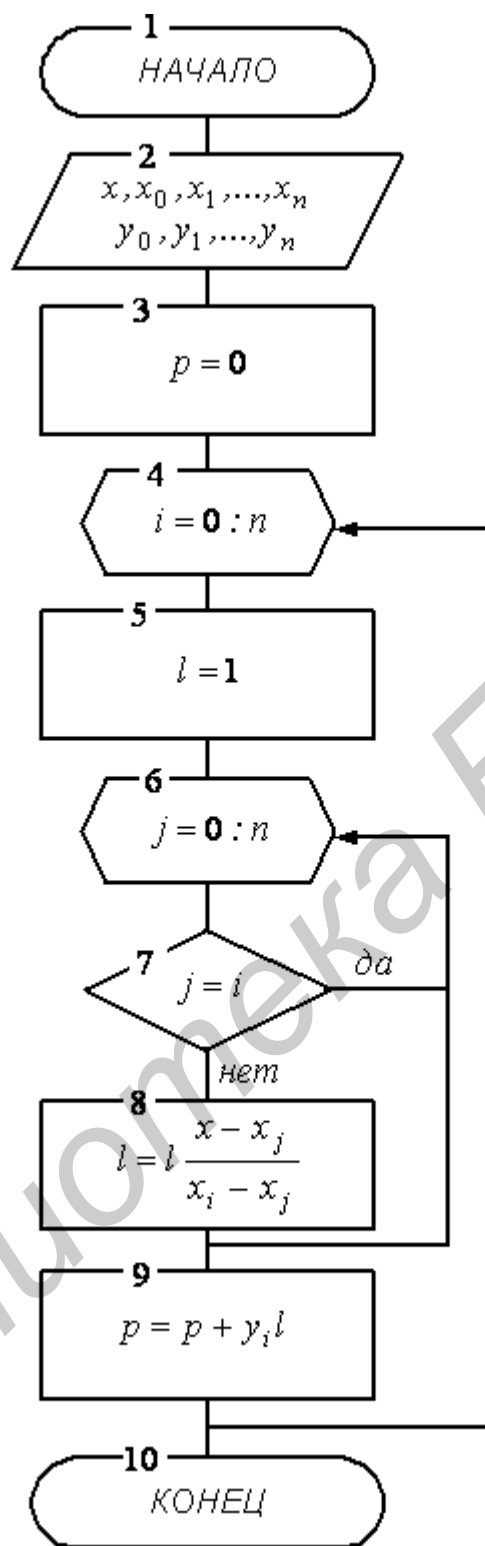 1
НАЧАЛО
2
x, x₀, x₁, ..., xₙ
y₀, y₁, ..., yₙ
3
p = 0
4
i = 0 : n
5
l = 1
6
j = 0 : n
7
j = i
да
нет
8
l = l (x − xⱼ)/(xᵢ − xⱼ)
9
p = p + yᵢl
10
КОНЕЦ